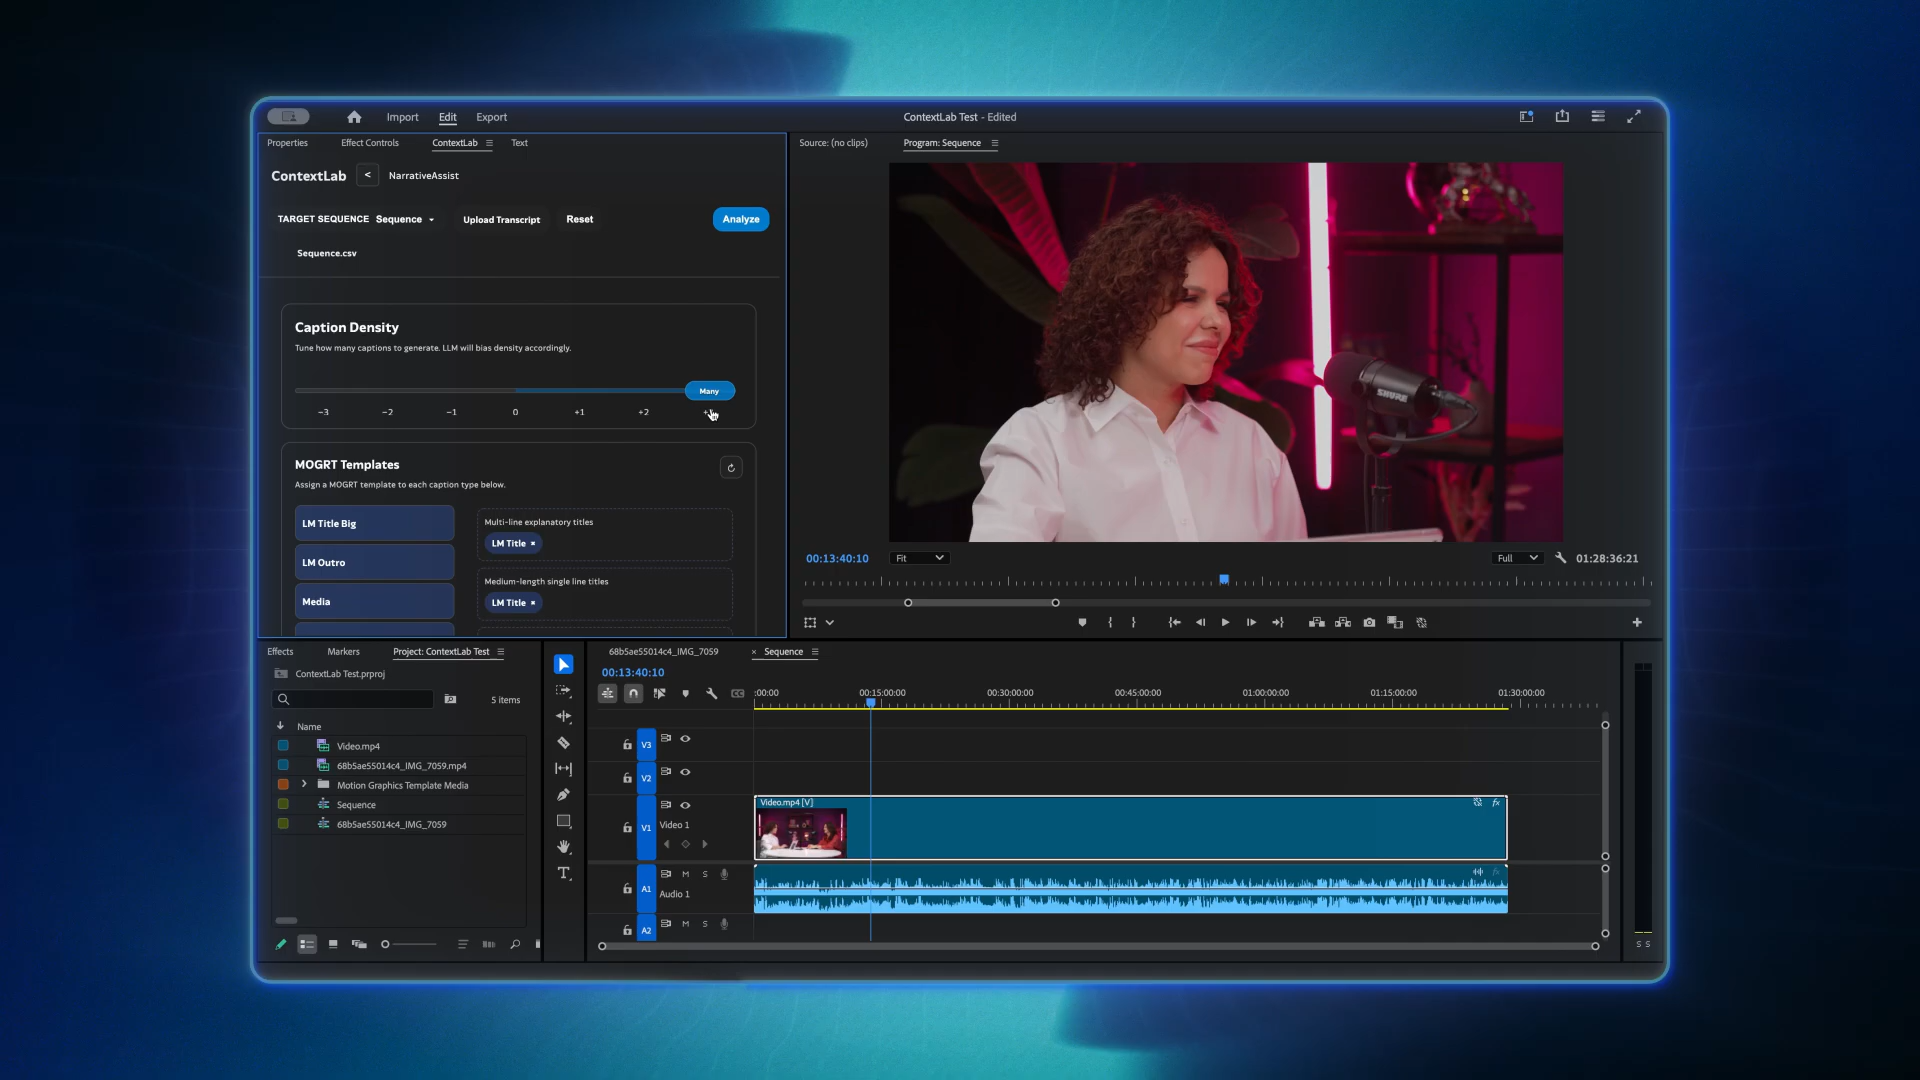 Import
Edit
Export
ContextLab Test - Edited
Properties
Effect Controls
ContextLab
Text
Source: (no clips)
Program: Sequence
ContextLab
<
NarrativeAssist
TARGET SEQUENCE Sequence
Upload Transcript
Reset
Analyze
Sequence.csv
Caption Density
Tune how many captions to generate. LLM will bias density accordingly.
Many
−3
−2
−1
0
+1
+2
MOGRT Templates
Assign a MOGRT template to each caption type below.
LM Title Big
LM Outro
Media
Multi-line explanatory titles
LM Title ×
Medium-length single line titles
LM Title ×
SHURE
00:13:40:10
Fit
Full
01:28:36:21
Effects
Markers
Project: ContextLab Test
ContextLab Test.prproj
5 items
Name
Video.mp4
68b5ae55014c4_IMG_7059.mp4
Motion Graphics Template Media
Sequence
68b5ae55014c4_IMG_7059
68b5ae55014c4_IMG_7059
× Sequence
00:13:40:10
:00:00
00:15:00:00
00:30:00:00
00:45:00:00
01:00:00:00
01:15:00:00
01:30:00:00
V3
V2
V1
Video 1
Video.mp4 [V]
fx
A1
M
S
Audio 1
fx
A2
M
S
S S